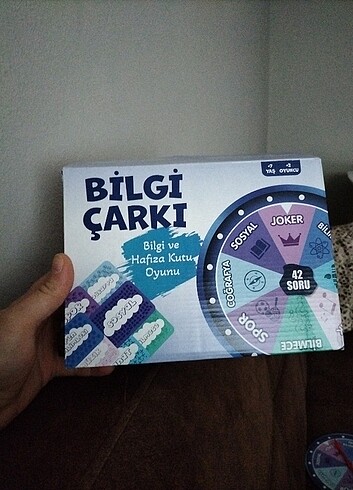 +7 +2
YAŞ OYUNCU
BİLGİ
ÇARKI
Bilgi ve
Hafıza Kutu
Oyunu
JOKER
SOSYAL
COĞRAFYA
SPOR
BİLMECE
42
SORU
SOSYAL